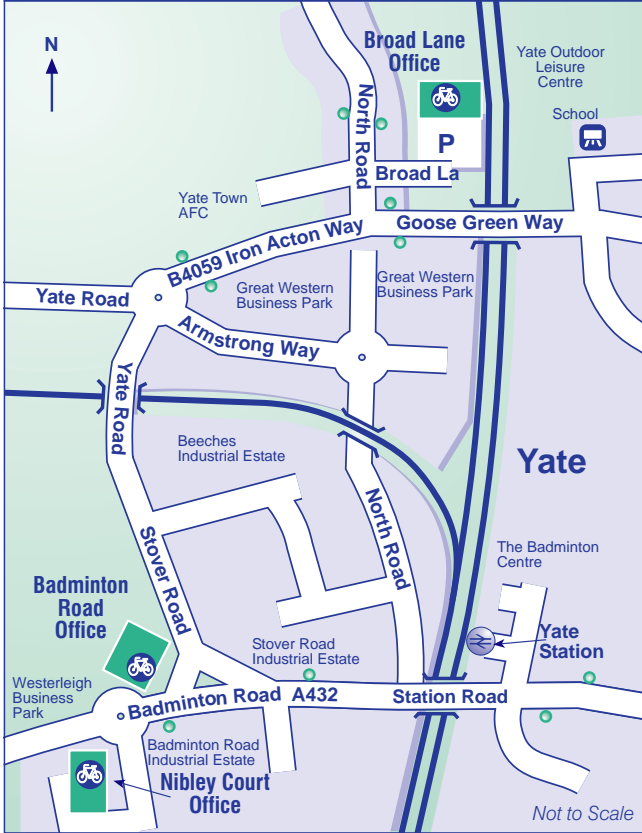 N
Broad Lane
Office
Yate Outdoor
Leisure
Centre
School
P
North Road
Broad La
Yate Town
AFC
B4059 Iron Acton Way
Goose Green Way
Yate Road
Great Western
Business Park
Great Western
Business Park
Armstrong Way
Yate Road
Beeches
Industrial Estate
Yate
Stover Road
North Road
The Badminton
Centre
Badminton
Road
Office
Yate
Station
Stover Road
Industrial Estate
Westerleigh
Business
Park
Badminton Road A432
Station Road
Badminton Road
Industrial Estate
Nibley Court
Office
Not to Scale